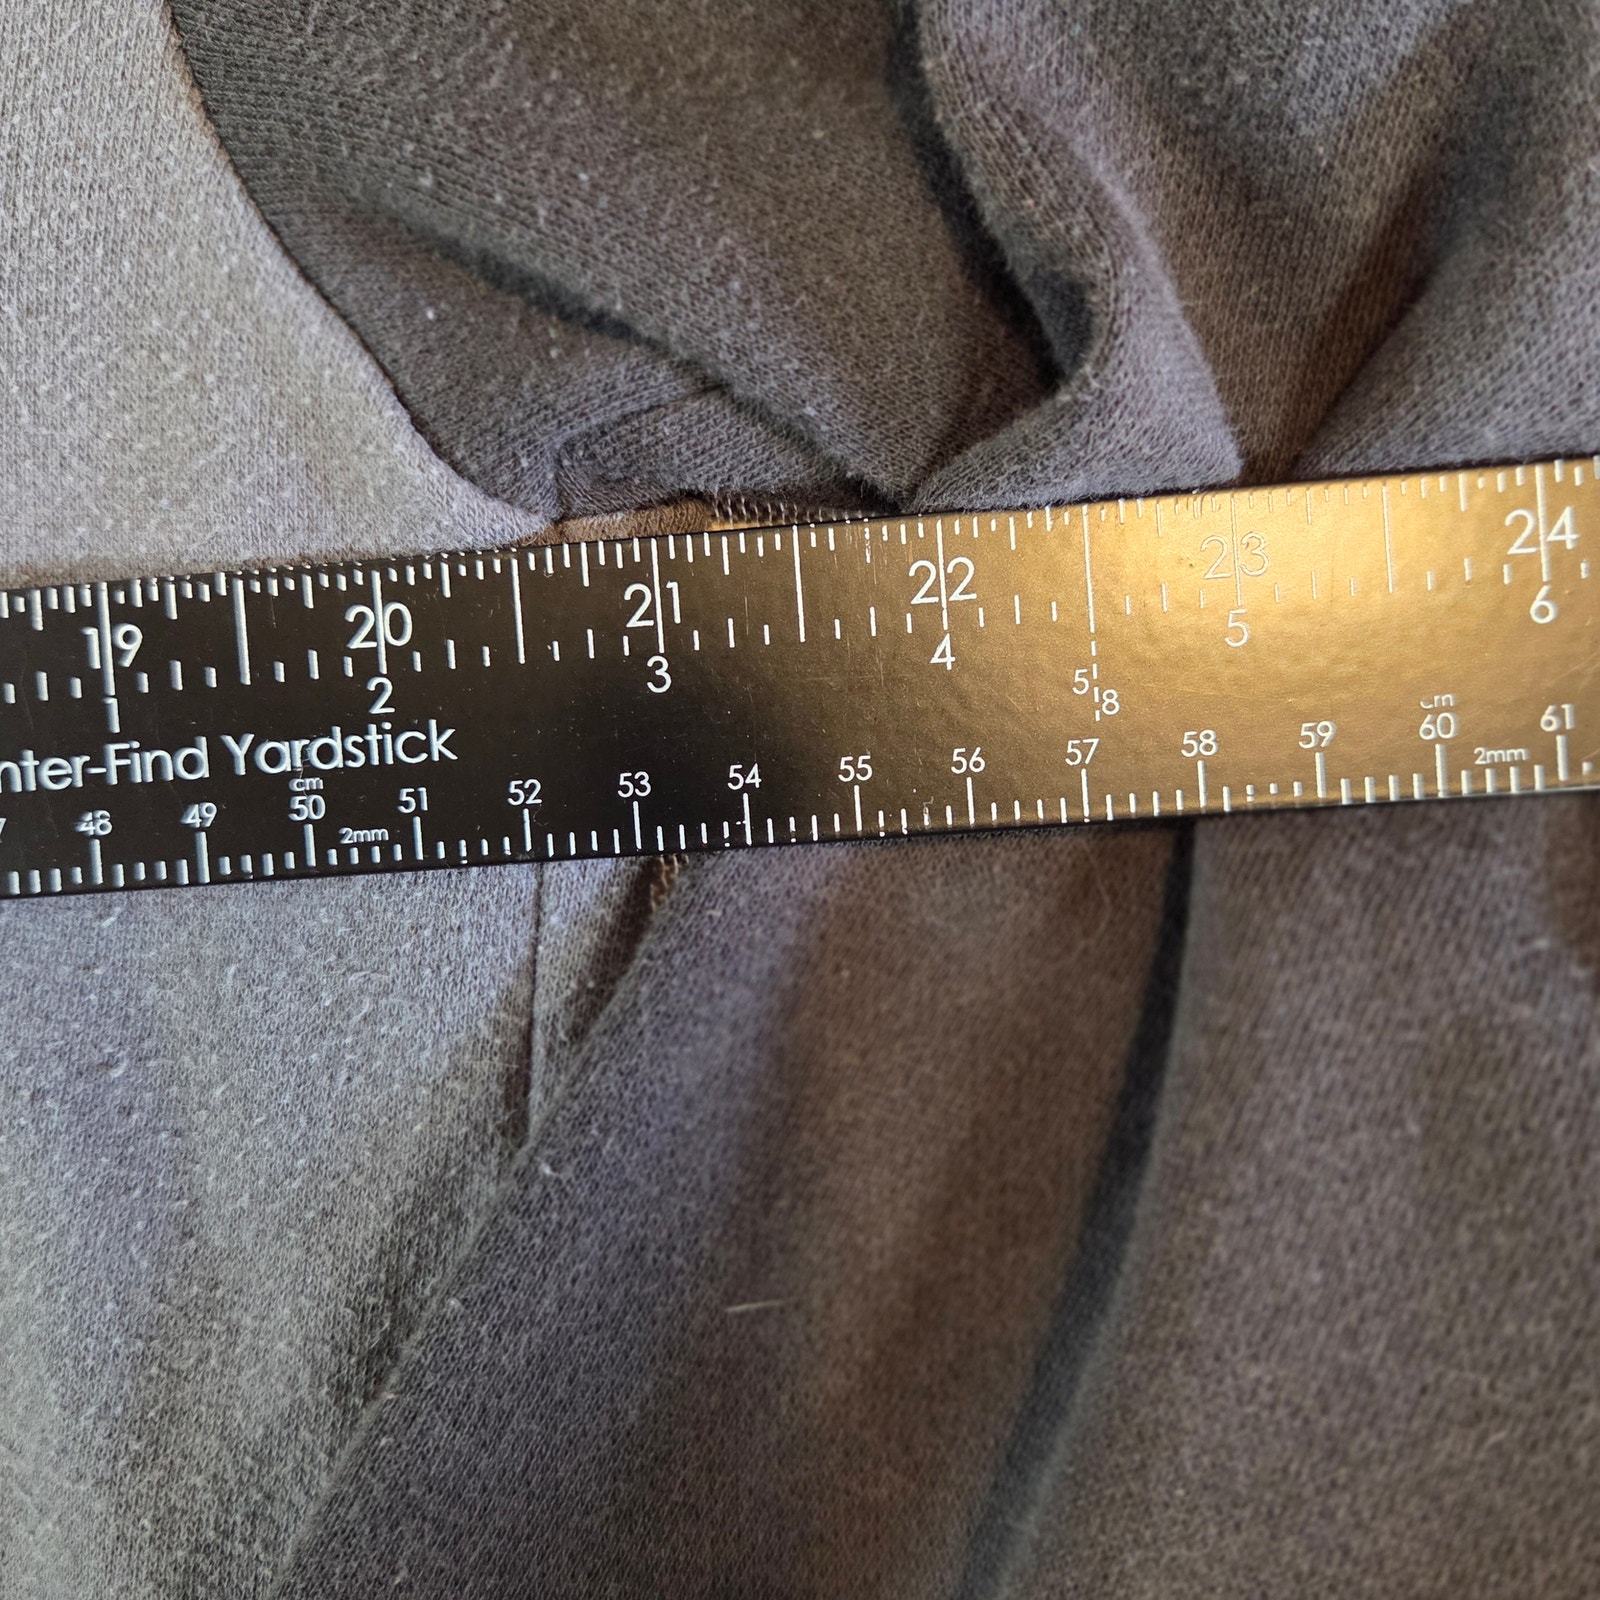 19 20 21 22 23 24
1 2 3 4 5 6
5 8
nter-Find Yardstick
cm cm
48 49 50 51 52 53 54 55 56 57 58 59 60 61
2mm 2mm